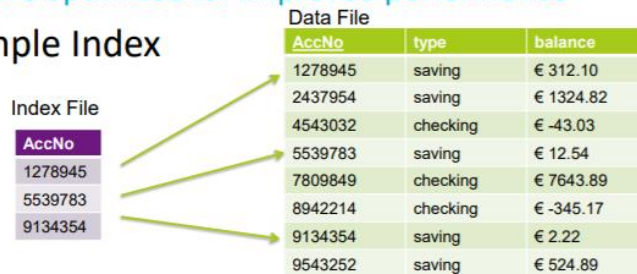 mple Index
Data File
AccNo type balance
1278945 saving € 312.10
2437954 saving € 1324.82
4543032 checking € -43.03
5539783 saving € 12.54
7809849 checking € 7643.89
8942214 checking € -345.17
9134354 saving € 2.22
9543252 saving € 524.89
Index File
AccNo
1278945
5539783
9134354